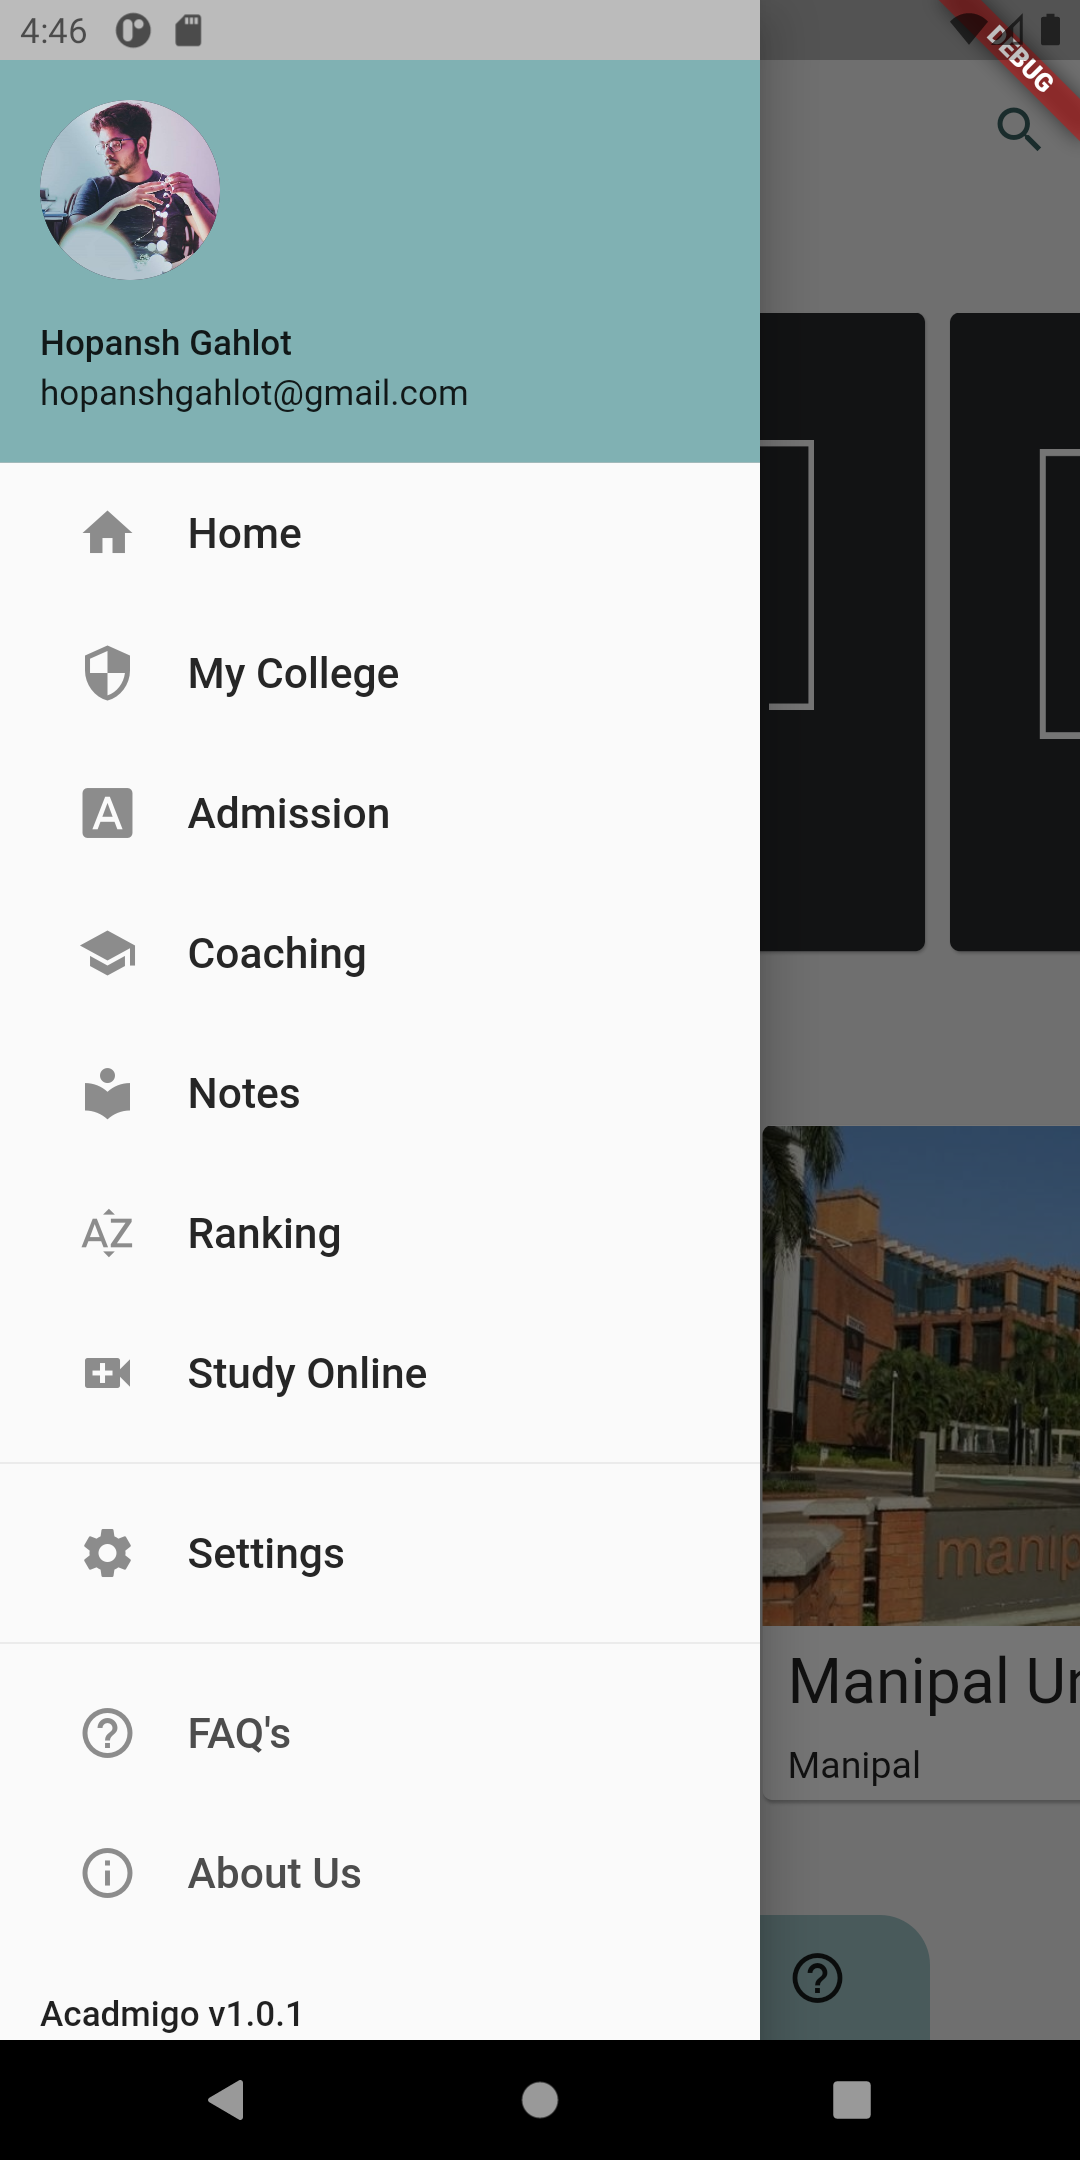 4:46
DEBUG
Hopansh Gahlot
hopanshgahlot@gmail.com
Home
My College
A
Admission
Coaching
Notes
AZ
Ranking
Study Online
Settings
FAQ's
About Us
Acadmigo v1.0.1
manip
Manipal Un
Manipal